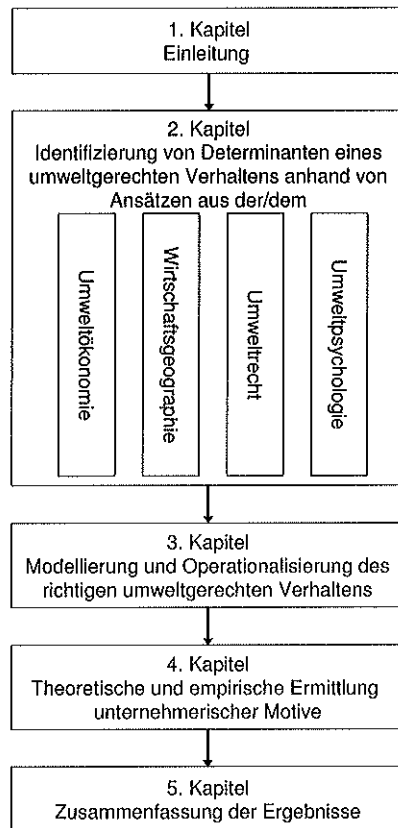 1. Kapitel
Einleitung
2. Kapitel
Identifizierung von Determinanten eines
umweltgerechten Verhaltens anhand von
Ansätzen aus der/dem
Umweltökonomie
Wirtschaftsgeographie
Umweltrecht
Umweltpsychologie
3. Kapitel
Modellierung und Operationalisierung des
richtigen umweltgerechten Verhaltens
4. Kapitel
Theoretische und empirische Ermittlung
unternehmerischer Motive
5. Kapitel
Zusammenfassung der Ergebnisse